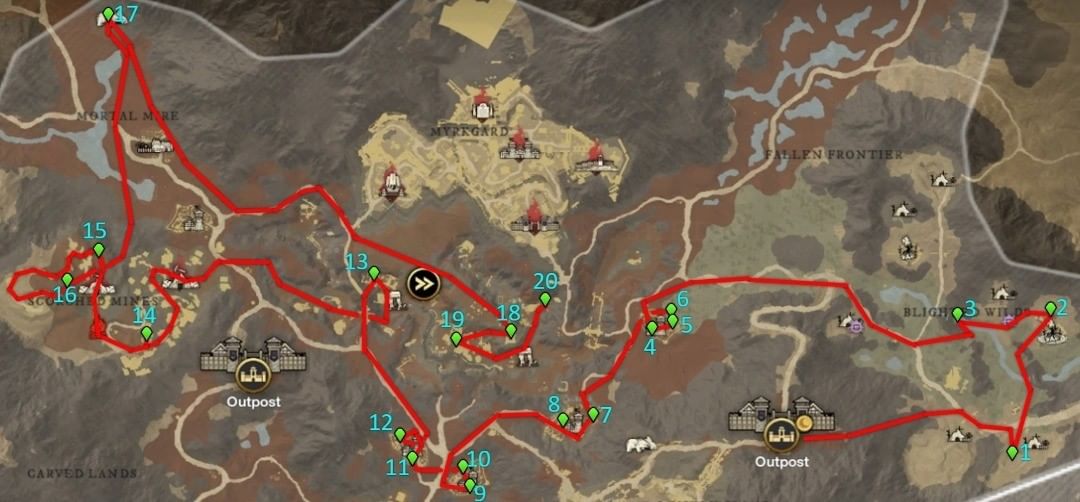 17
MORTAL MIRE
MYRKGARD
FALLEN FRONTIER
15
13
16
SCORCHED MINES
14
20
19
18
6
5
4
BLIGHTED WILDS
3
2
Outpost
8
7
12
11
10
9
Outpost
1
CARVED LANDS